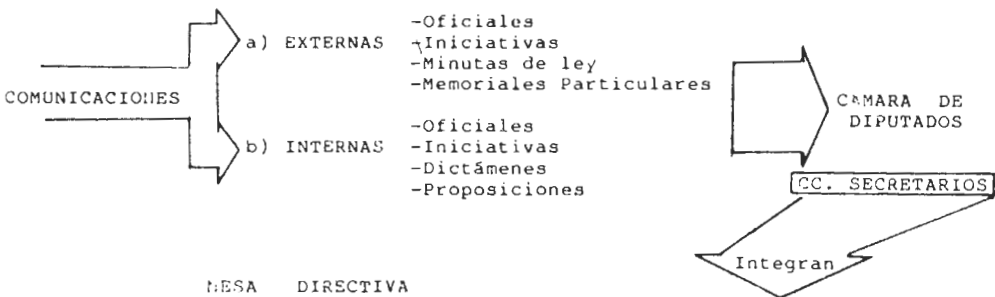 -Oficiales
a) EXTERNAS -Iniciativas
-Minutas de ley
-Memoriales Particulares
COMUNICACIONES
CAMARA DE
DIPUTADOS
-Oficiales
b) INTERNAS -Iniciativas
-Dictámenes
-Proposiciones
CC. SECRETARIOS
Integran
MESA DIRECTIVA